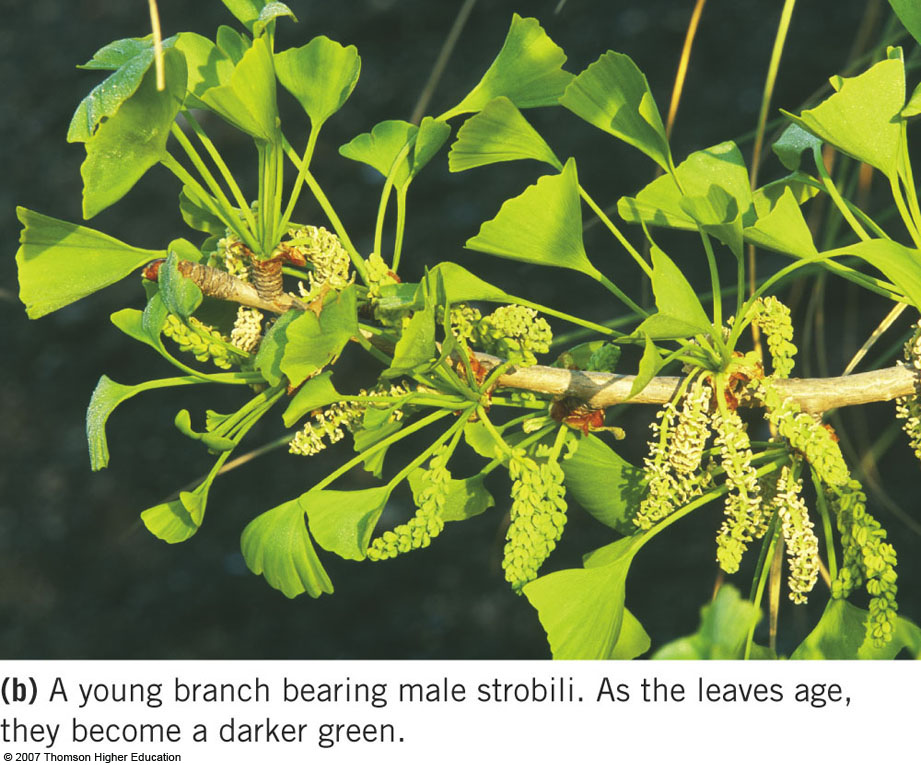 (b) A young branch bearing male strobili. As the leaves age,
they become a darker green.
© 2007 Thomson Higher Education